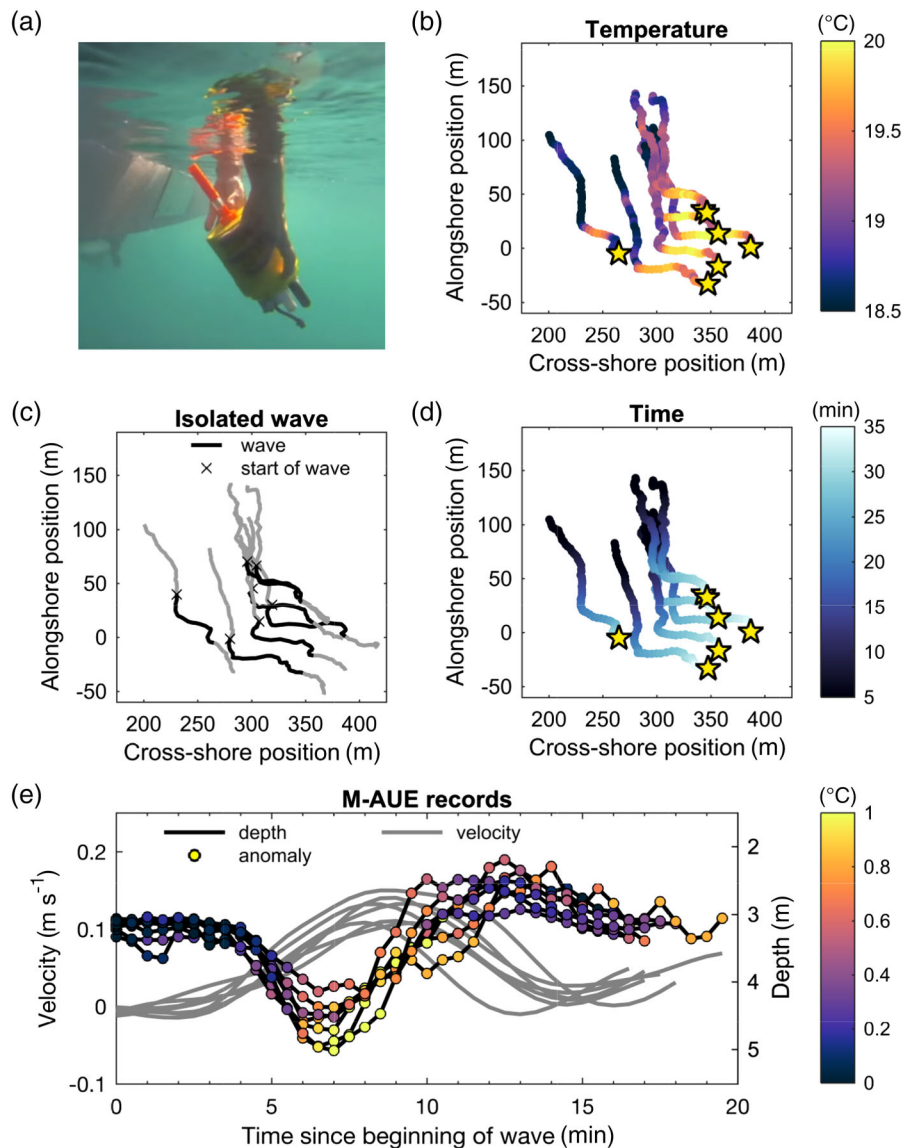 (a)
(b)
Temperature
(°C)
Alongshore position (m)
150
100
50
0
-50
200 250 300 350 400
Cross-shore position (m)
20
19.5
19
18.5
(c)
Isolated wave
wave
start of wave
Alongshore position (m)
150
100
50
0
-50
200 250 300 350 400
Cross-shore position (m)
(d)
Time
(min)
Alongshore position (m)
150
100
50
0
-50
200 250 300 350 400
Cross-shore position (m)
35
30
25
20
15
10
5
(e)
M-AUE records
(°C)
depth
velocity
anomaly
Velocity (m s⁻¹)
0.2
0.1
0
-0.1
2
3
4
5
Depth (m)
0 5 10 15 20
Time since beginning of wave (min)
1
0.8
0.6
0.4
0.2
0